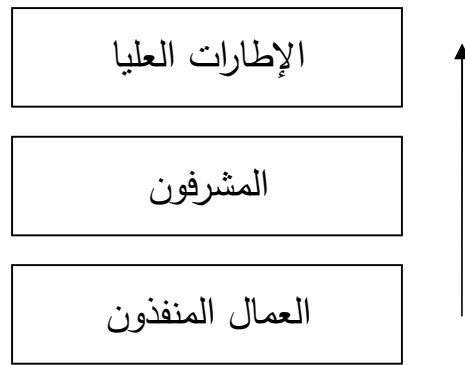 الإطارات العليا
المشرفون
العمال المنفذون